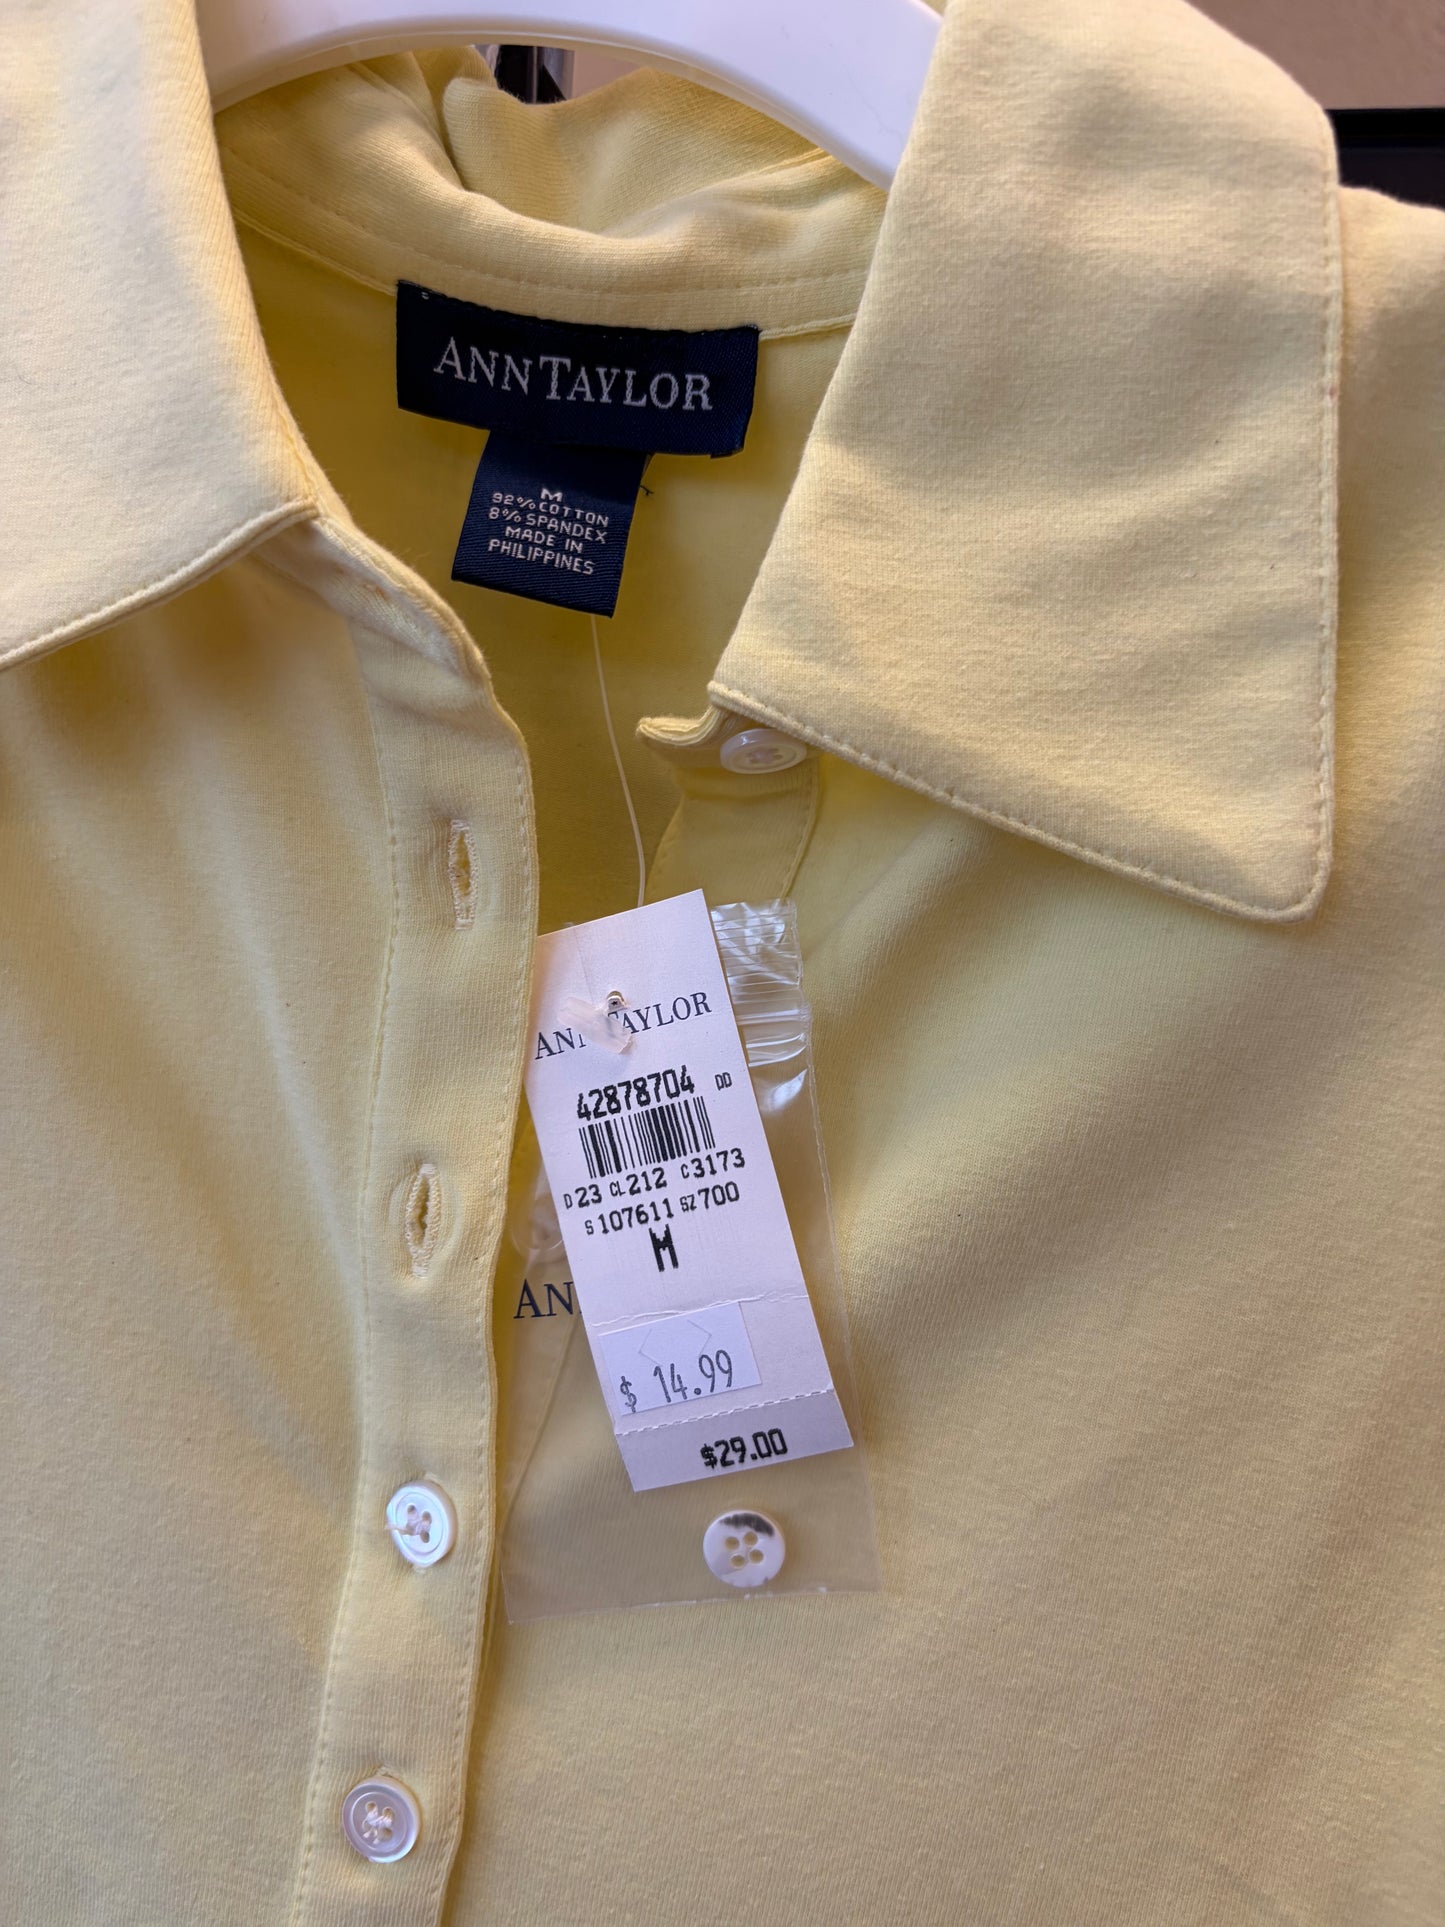 ANN TAYLOR
M
92% COTTON
8% SPANDEX
MADE IN
PHILIPPINES
TAYLOR
42878704 DD
D 23 CL 212 C 3173
S 107611 SZ 700
M
AN
$ 14.99
$29.00